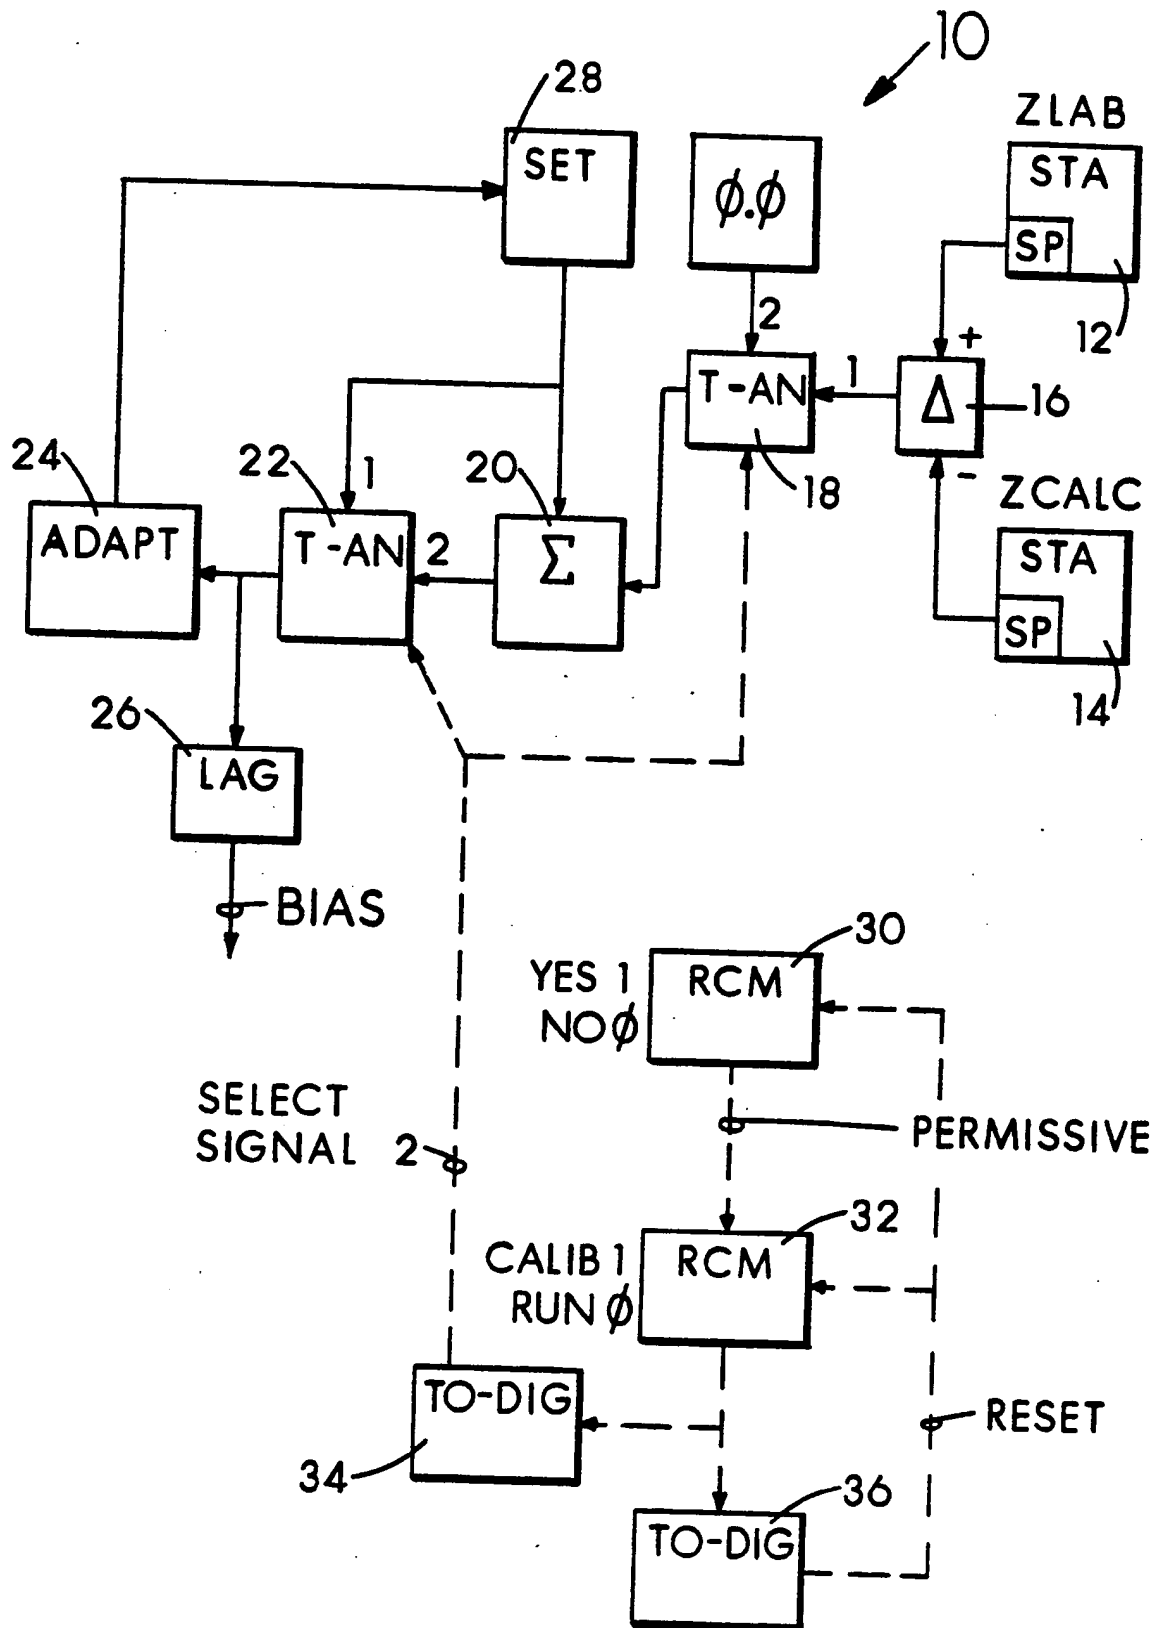 10
28
ZLAB
SET
φ.φ
STA
SP
2
12
+
T-AN
1
Δ
16
24
22
20
18
-
ZCALC
1
ADAPT
T-AN
2
Σ
STA
SP
14
26
LAG
BIAS
30
YES 1
RCM
NO φ
SELECT
SIGNAL 2
PERMISSIVE
32
CALIB 1
RCM
RUN φ
TO-DIG
RESET
34
36
TO-DIG